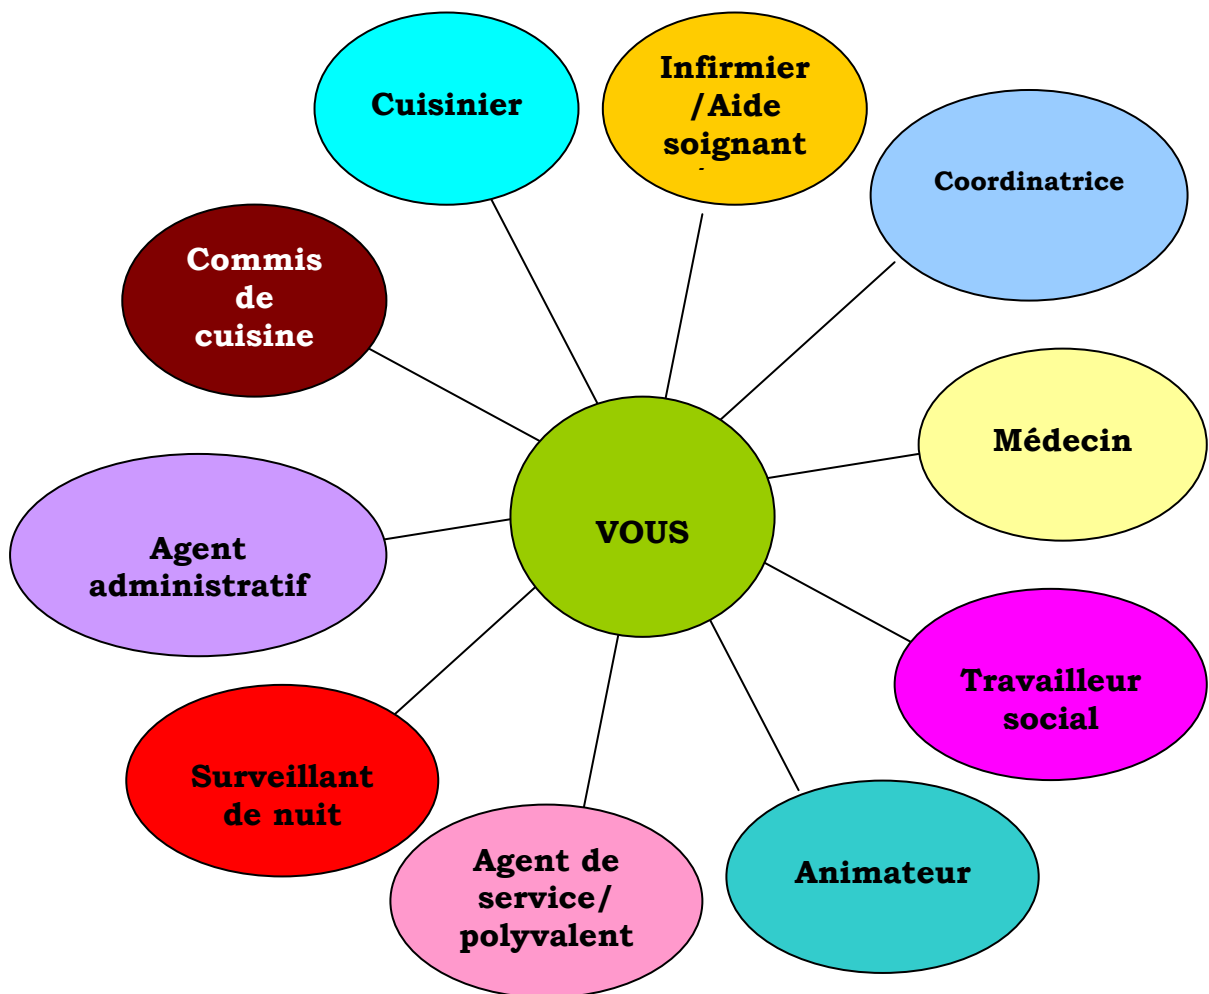 Cuisinier
Infirmier
/Aide
soignant
Coordinatrice
Commis
de
cuisine
Médecin
VOUS
Agent
administratif
Travailleur
social
Surveillant
de nuit
Agent de
service/
polyvalent
Animateur